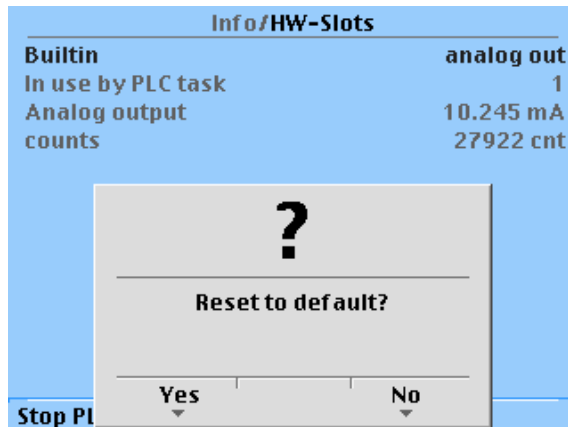 Info/HW-Slots
Builtin analog out
In use by PLC task 1
Analog output 10.245 mA
counts 27922 cnt
?
Reset to default?
Yes No
Stop PL